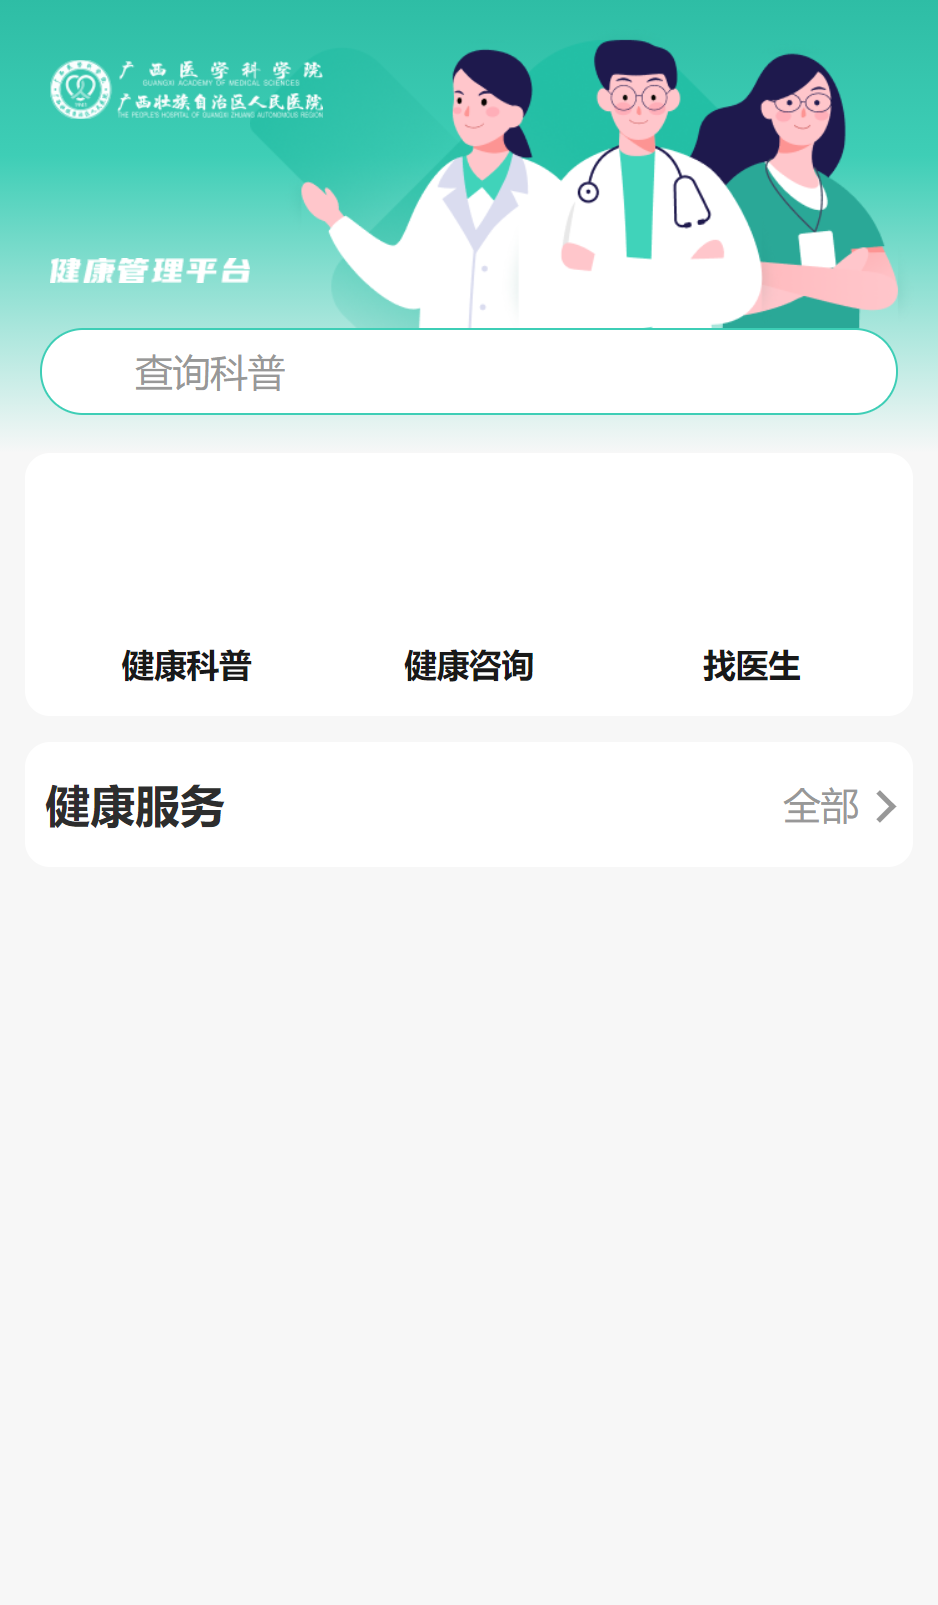 广西医学科学院
GUANGXI ACADEMY OF MEDICAL SCIENCES
广西壮族自治区人民医院
THE PEOPLE'S HOSPITAL OF GUANGXI ZHUANG AUTONOMOUS REGION
健康管理平台
查询科普
健康科普 健康咨询 找医生
健康服务 全部